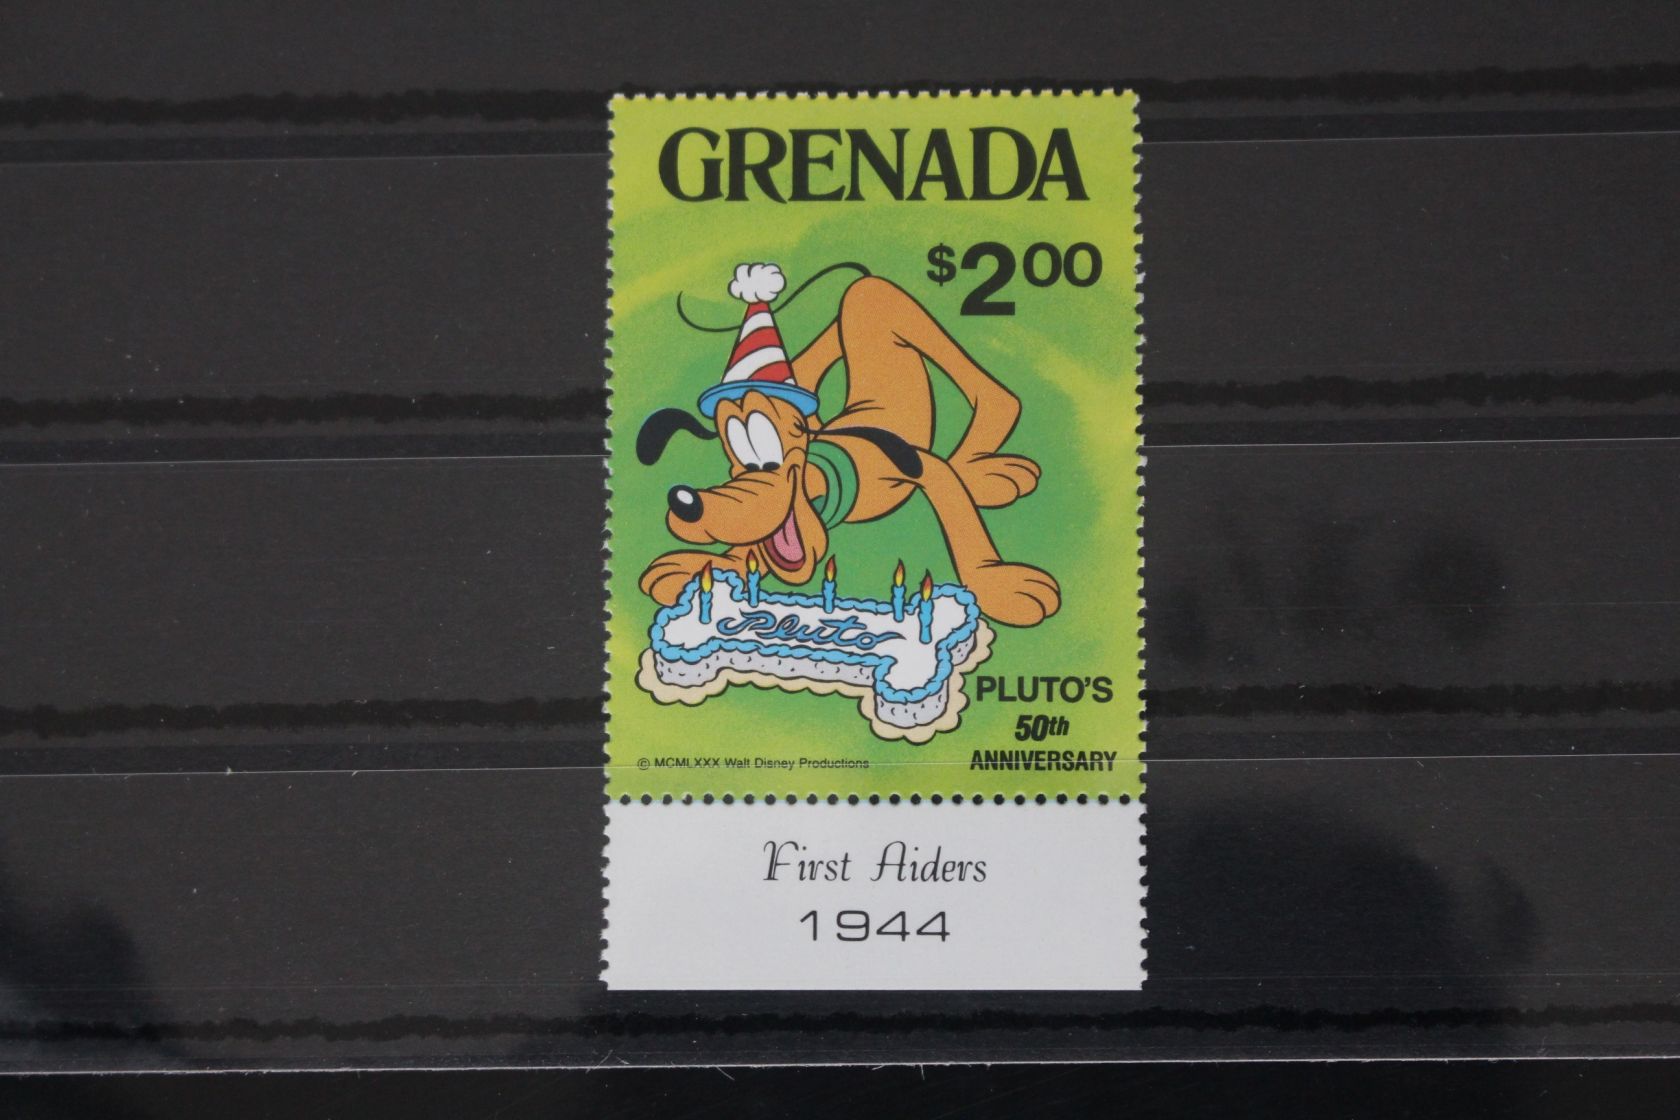 GRENADA
$2.00
Pluto
PLUTO'S
50th
ANNIVERSARY
© MCMLXXX Walt Disney Productions
First Aiders
1944